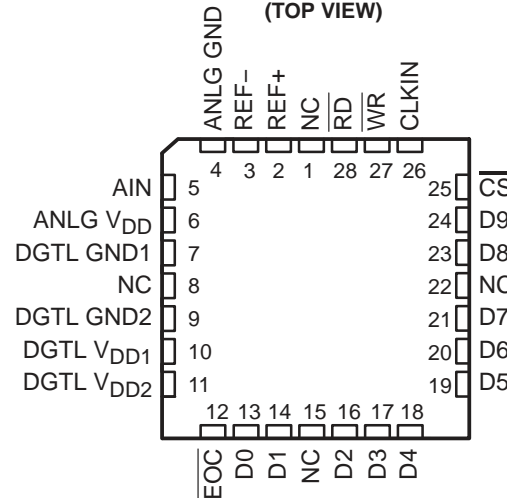 (TOP VIEW)
ANLG GND
REF−
REF+
NC
RD
WR
CLKIN
4 3 2 1 28 27 26
AIN 5
ANLG VDD 6
DGTL GND1 7
NC 8
DGTL GND2 9
DGTL VDD1 10
DGTL VDD2 11
25 CS
24 D9
23 D8
22 NC
21 D7
20 D6
19 D5
12 13 14 15 16 17 18
EOC
D0
D1
NC
D2
D3
D4